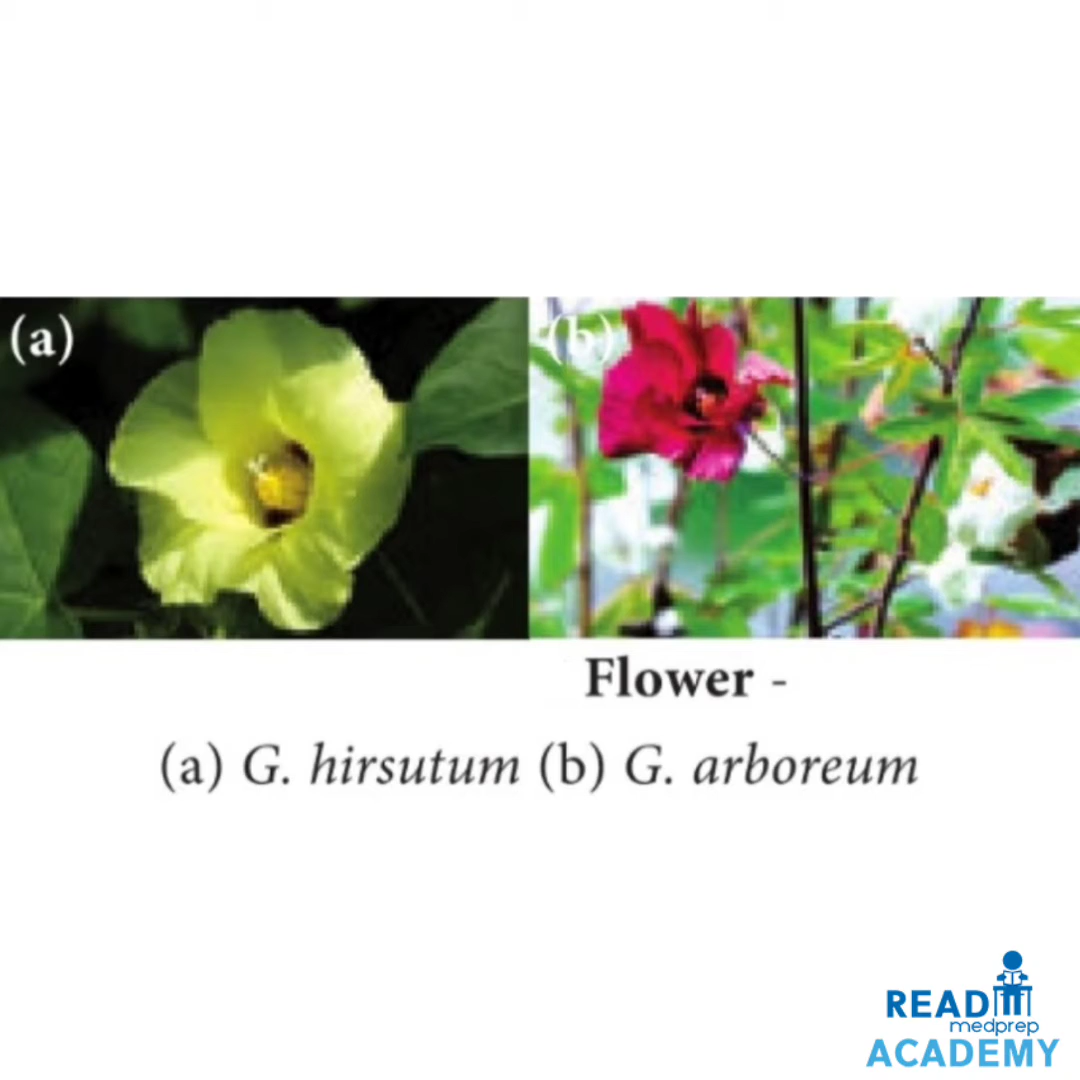 (a)
(b)
Flower -
(a) G. hirsutum (b) G. arboreum
READ
medprep
ACADEMY